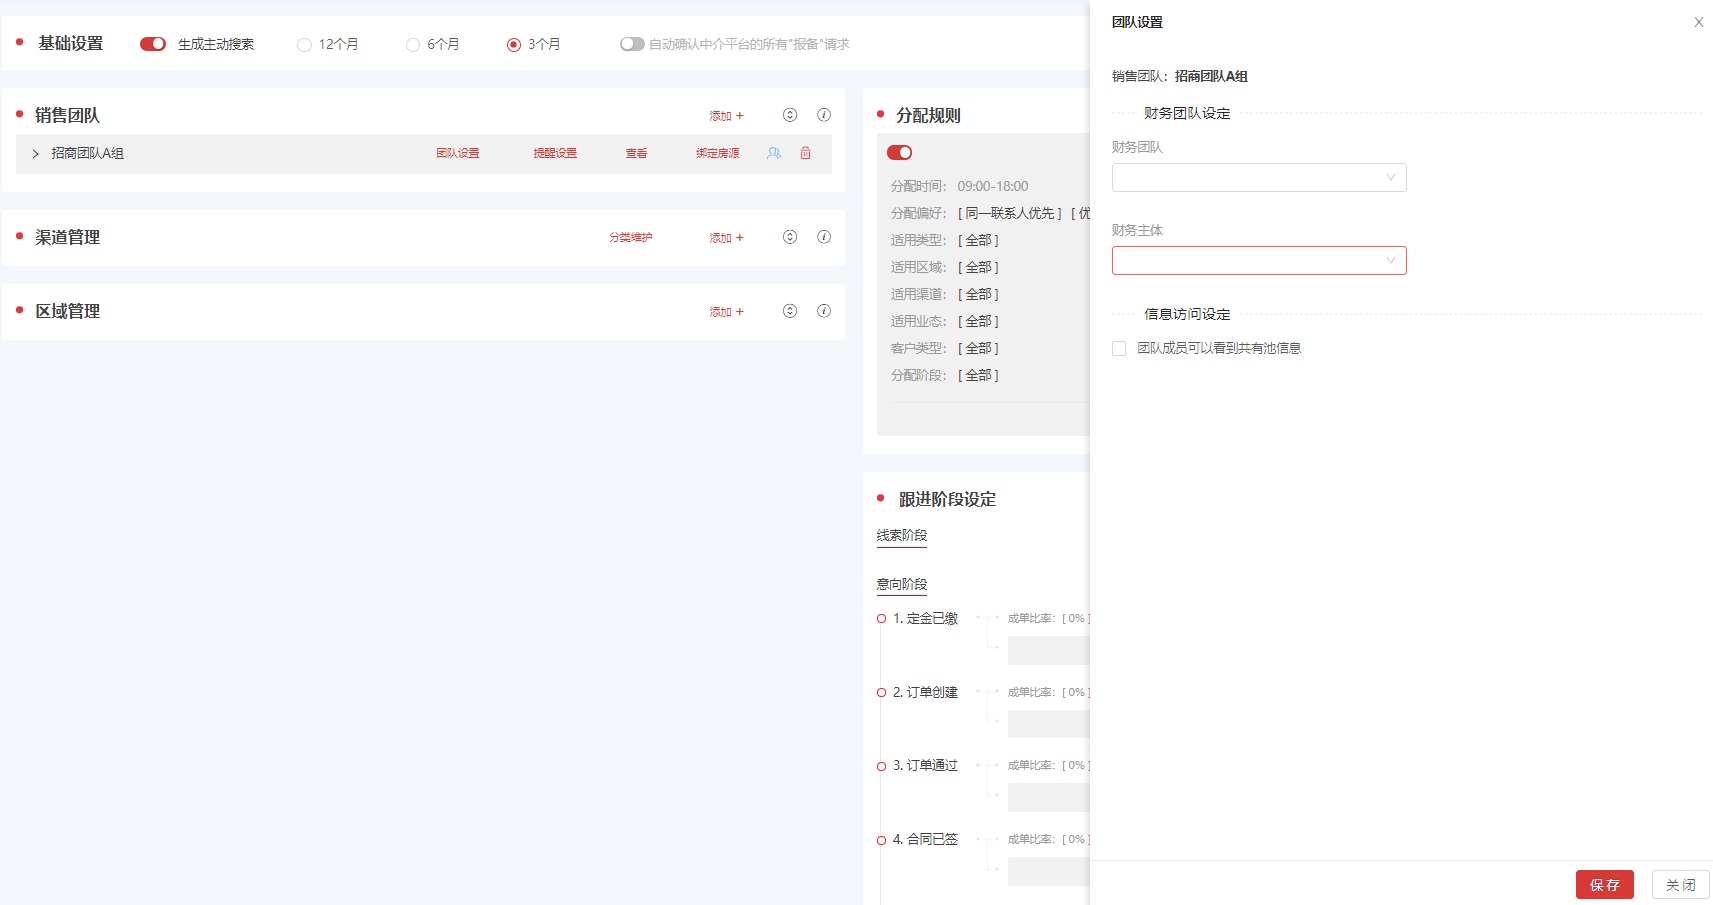 基础设置
生成主动搜索
12个月
6个月
3个月
自动确认中介平台的所有"报备"请求
销售团队
添加 +
招商团队A组
团队设置
提醒设置
查看
绑定房源
渠道管理
分类维护
添加 +
区域管理
添加 +
分配规则
分配时间： 09:00-18:00
分配偏好： [ 同一联系人优先 ] [ 优
适用类型： [ 全部 ]
适用区域： [ 全部 ]
适用渠道： [ 全部 ]
适用业态： [ 全部 ]
客户类型： [ 全部 ]
分配阶段： [ 全部 ]
跟进阶段设定
线索阶段
意向阶段
1. 定金已缴
成单比率： [ 0% ]
2. 订单创建
成单比率： [ 0% ]
3. 订单通过
成单比率： [ 0% ]
4. 合同已签
成单比率： [ 0% ]
团队设置
销售团队： 招商团队A组
财务团队设定
财务团队
财务主体
信息访问设定
团队成员可以看到共有池信息
保 存
关 闭